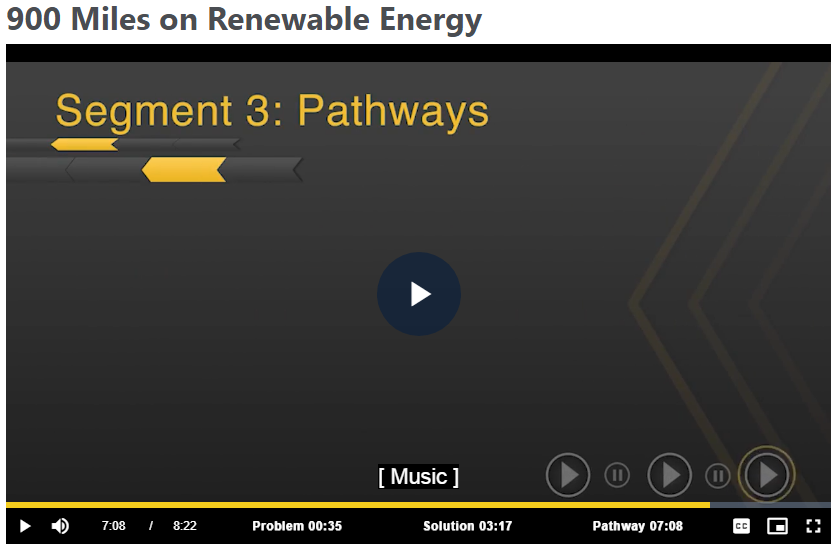 900 Miles on Renewable Energy
Segment 3: Pathways
[ Music ]
7:08 / 8:22 Problem 00:35 Solution 03:17 Pathway 07:08 CC